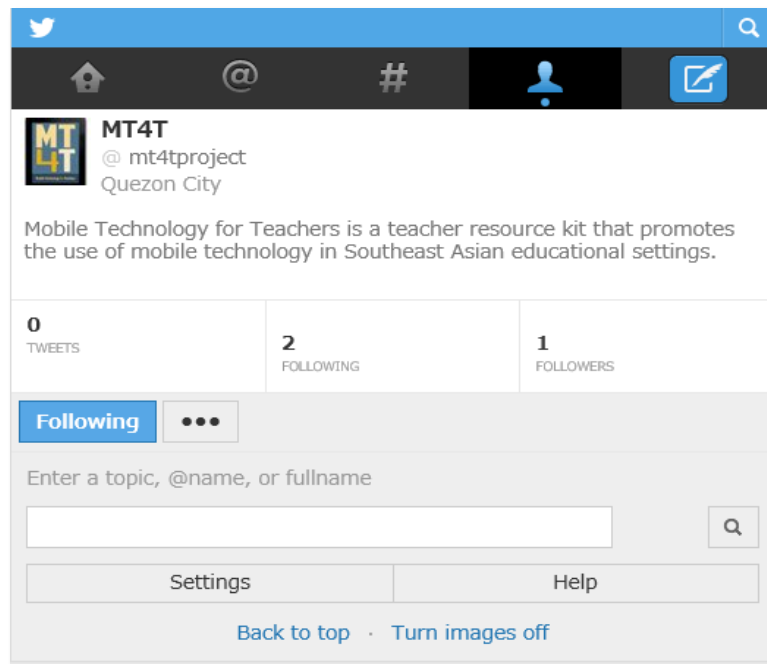 @ #
MT
4T
MT4T
@ mt4tproject
Quezon City
Mobile Technology for Teachers is a teacher resource kit that promotes
the use of mobile technology in Southeast Asian educational settings.
0
TWEETS
2
FOLLOWING
1
FOLLOWERS
Following •••
Enter a topic, @name, or fullname
Settings Help
Back to top · Turn images off